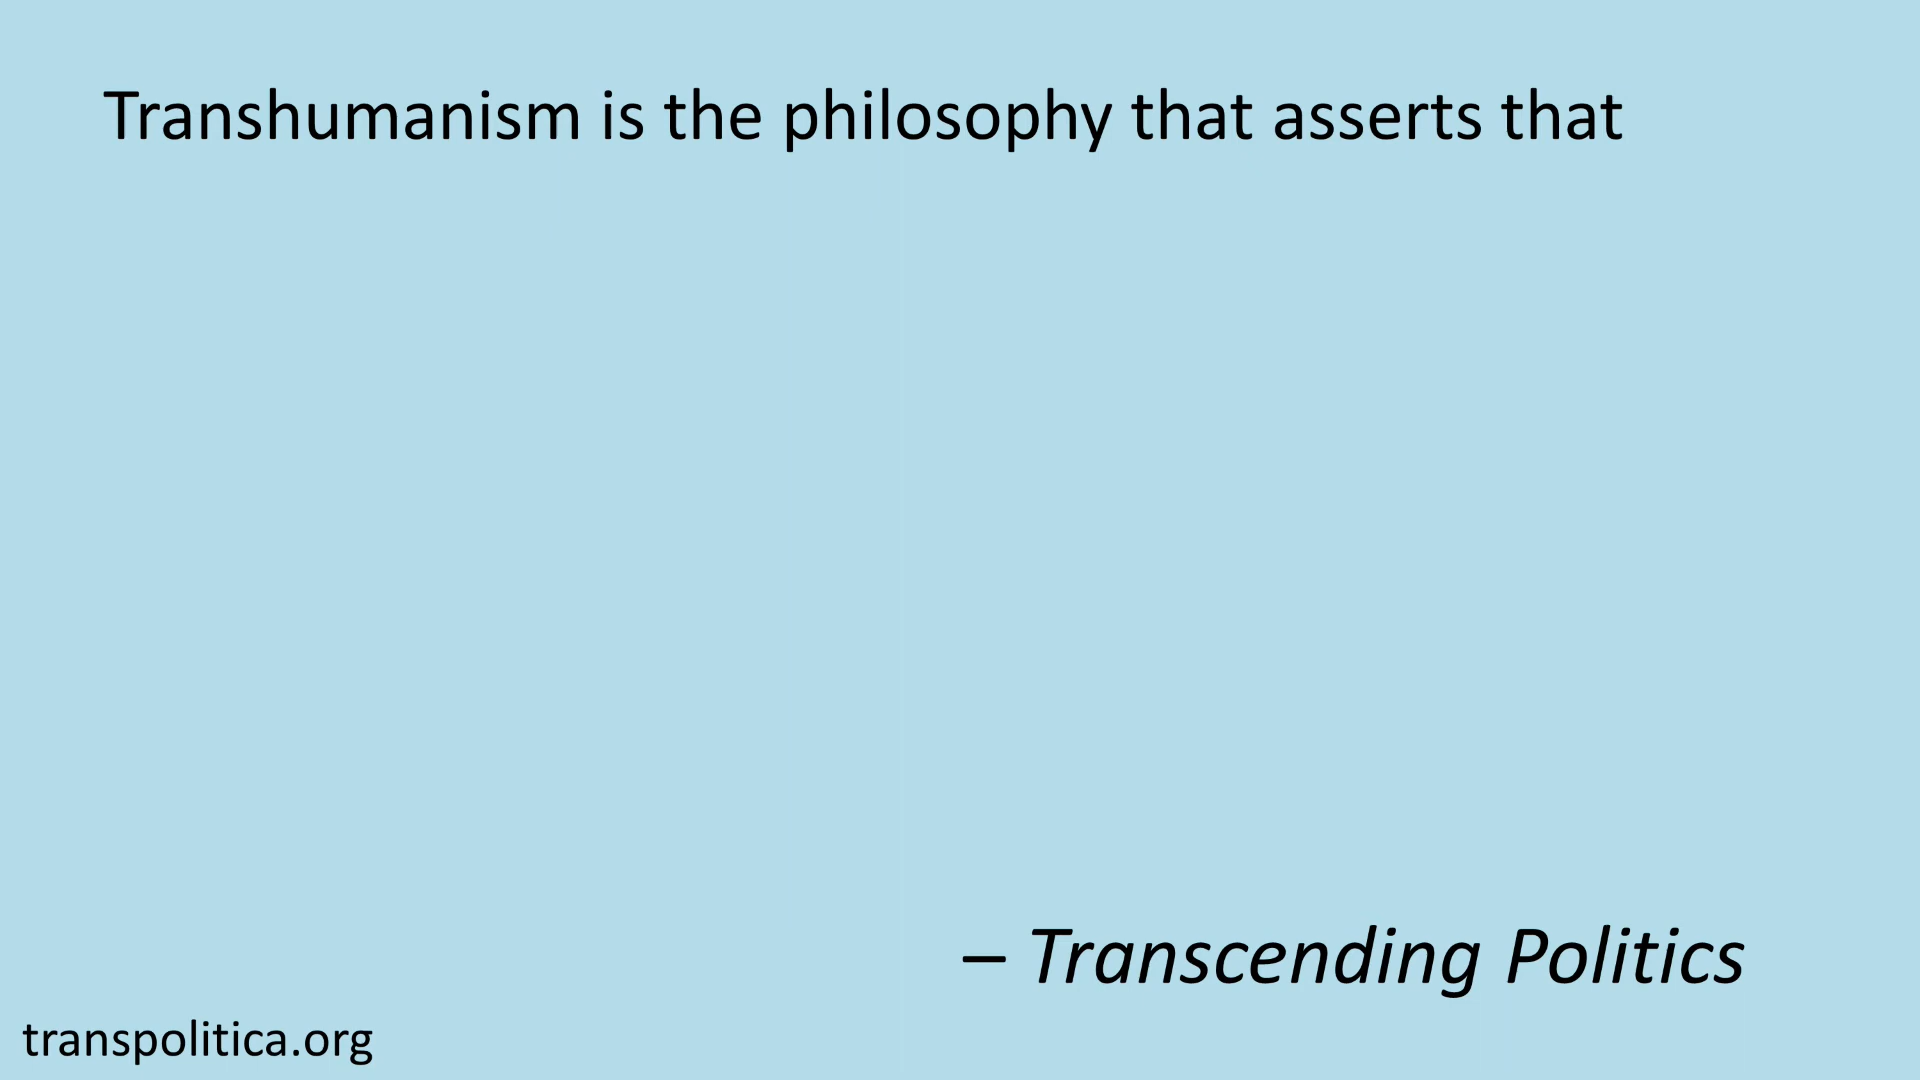 Transhumanism is the philosophy that asserts that
– Transcending Politics
transpolitica.org